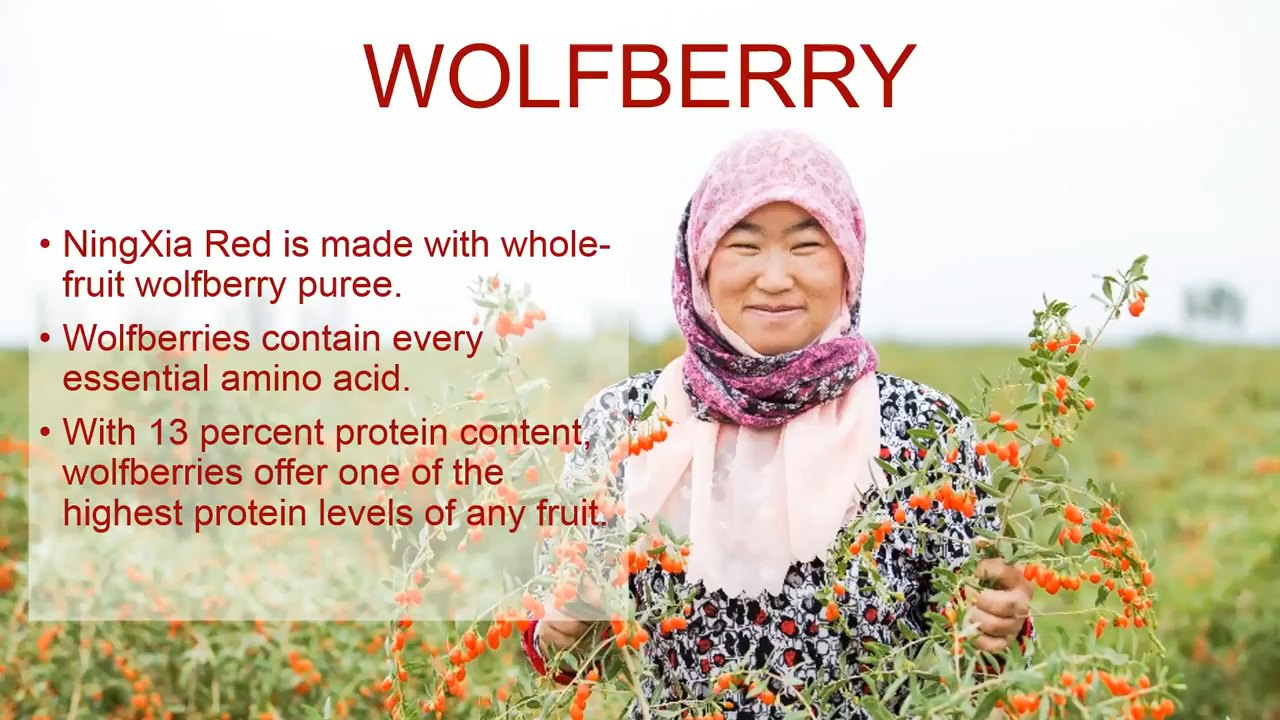 WOLFBERRY
• NingXia Red is made with whole-
fruit wolfberry puree.
• Wolfberries contain every
essential amino acid.
• With 13 percent protein content,
wolfberries offer one of the
highest protein levels of any fruit.